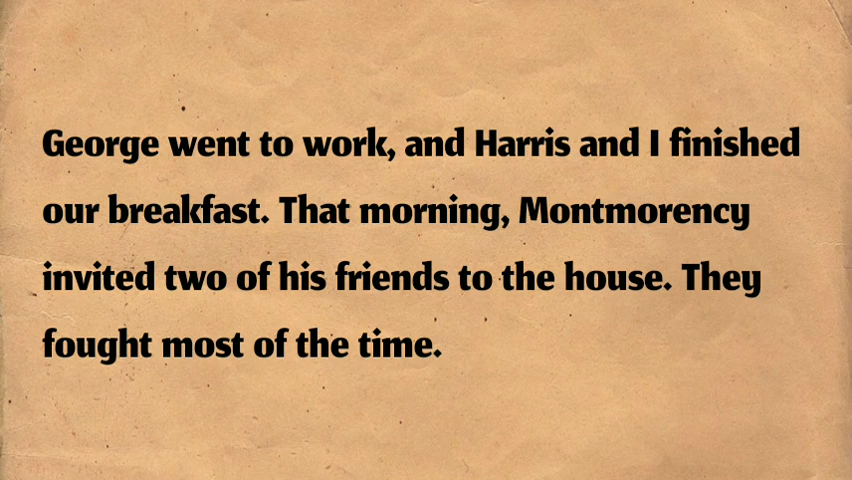 George went to work, and Harris and I finished
our breakfast. That morning, Montmorency
invited two of his friends to the house. They
fought most of the time.